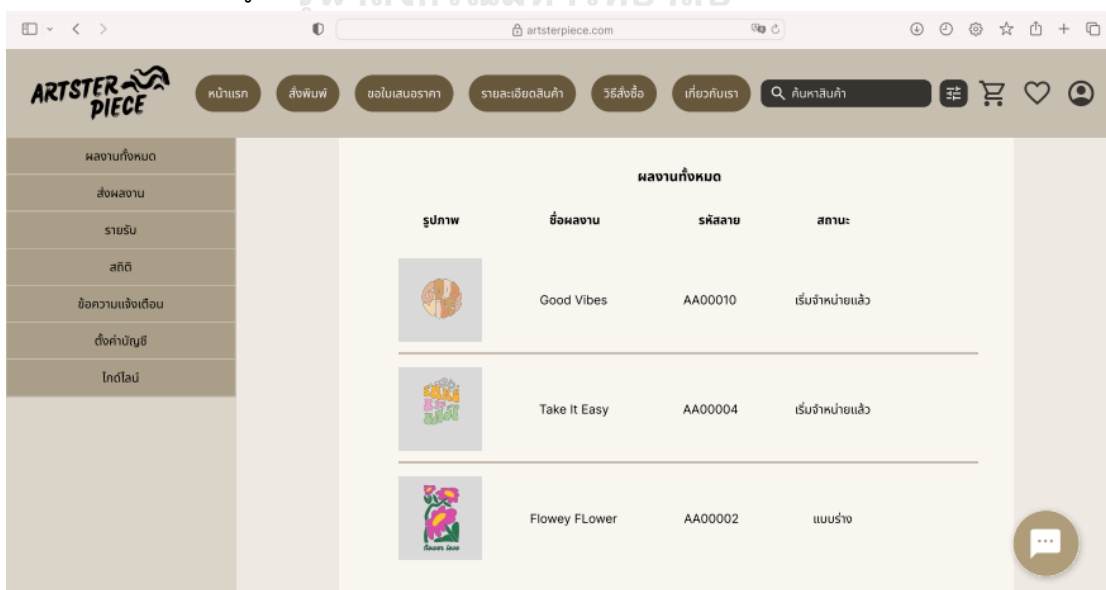 artsterpiece.com
ARTSTER
PIECE
หน้าแรก
สั่งพิมพ์
ขอใบเสนอราคา
รายละเอียดสินค้า
วิธีสั่งซื้อ
เกี่ยวกับเรา
ค้นหาสินค้า
ผลงานทั้งหมด
ส่งผลงาน
รายรับ
สถิติ
ข้อความแจ้งเตือน
ตั้งค่าบัญชี
ไกด์ไลน์
ผลงานทั้งหมด
รูปภาพ ชื่อผลงาน รหัสลาย สถานะ
GOOD VIBES
Good Vibes AA00010 เริ่มจำหน่ายแล้ว
Take It Easy AA00004 เริ่มจำหน่ายแล้ว
Flowey FLower AA00002 แบบร่าง
flower love